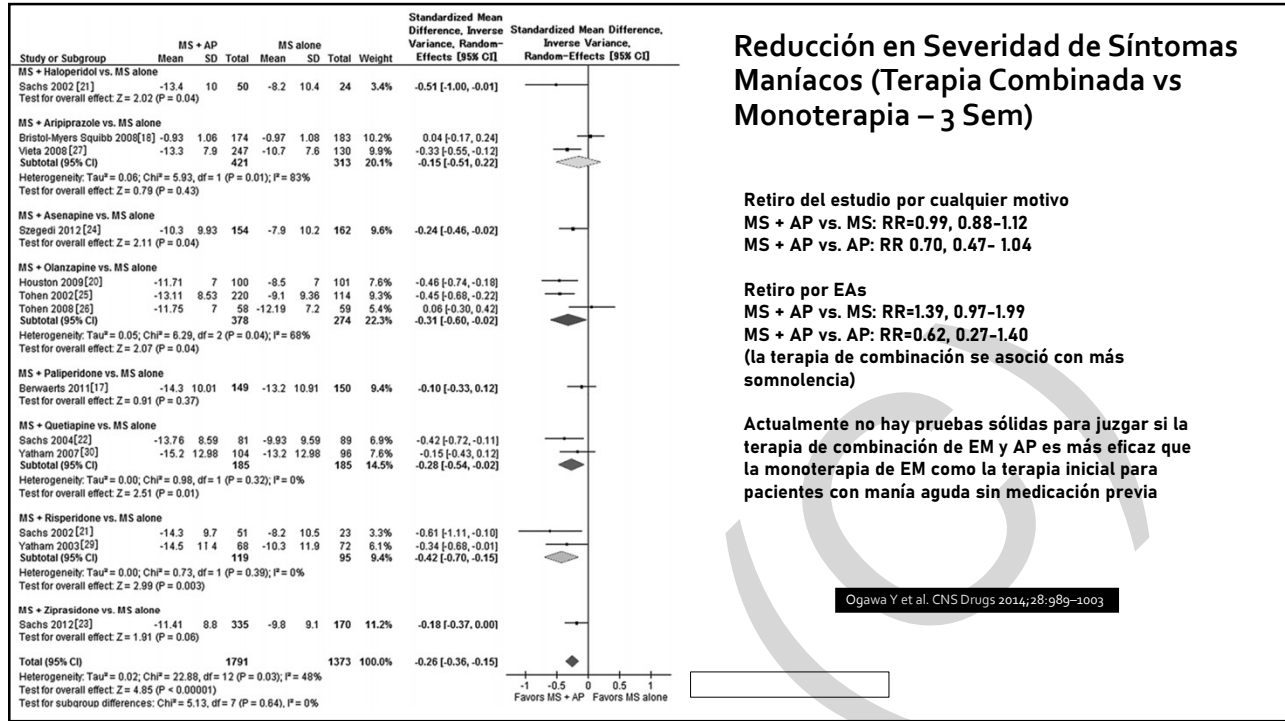 Standardized Mean
Difference, Inverse Standardized Mean Difference,
MS + AP MS alone Variance, Random- Inverse Variance,
Study or Subgroup Mean SD Total Mean SD Total Weight Effects [95% CI] Random-Effects [95% CI]
MS + Haloperidol vs. MS alone
Sachs 2002 [21] -13.4 10 50 -8.2 10.4 24 3.4% -0.51 [-1.00, -0.01]
Test for overall effect: Z = 2.02 (P = 0.04)
MS + Aripiprazole vs. MS alone
Bristol-Myers Squibb 2008[18] -0.93 1.06 174 -0.97 1.08 183 10.2% 0.04 [-0.17, 0.24]
Vieta 2008 [27] -13.3 7.9 247 -10.7 7.6 130 9.9% -0.33 [-0.55, -0.12]
Subtotal (95% CI) 421 313 20.1% -0.15 [-0.51, 0.22]
Heterogeneity: Tau² = 0.06; Chi² = 5.93, df = 1 (P = 0.01); I² = 83%
Test for overall effect: Z = 0.79 (P = 0.43)
MS + Asenapine vs. MS alone
Szegedi 2012 [24] -10.3 9.93 154 -7.9 10.2 162 9.6% -0.24 [-0.46, -0.02]
Test for overall effect: Z = 2.11 (P = 0.04)
MS + Olanzapine vs. MS alone
Houston 2009[20] -11.71 7 100 -8.5 7 101 7.6% -0.46 [-0.74, -0.18]
Tohen 2002[25] -13.11 8.53 220 -9.1 9.36 114 9.3% -0.45 [-0.68, -0.22]
Tohen 2008[26] -11.75 7 58 -12.19 7.2 59 5.4% 0.06 [-0.30, 0.42]
Subtotal (95% CI) 378 274 22.3% -0.31 [-0.60, -0.02]
Heterogeneity: Tau² = 0.05; Chi² = 6.29, df = 2 (P = 0.04); I² = 68%
Test for overall effect: Z = 2.07 (P = 0.04)
MS + Paliperidone vs. MS alone
Berwaerts 2011[17] -14.3 10.01 149 -13.2 10.91 150 9.4% -0.10 [-0.33, 0.12]
Test for overall effect: Z = 0.91 (P = 0.37)
MS + Quetiapine vs. MS alone
Sachs 2004[22] -13.76 8.59 81 -9.93 9.59 89 6.9% -0.42 [-0.72, -0.11]
Yatham 2007[30] -15.2 12.98 104 -13.2 12.98 96 7.6% -0.15 [-0.43, 0.12]
Subtotal (95% CI) 185 185 14.5% -0.28 [-0.54, -0.02]
Heterogeneity: Tau² = 0.00; Chi² = 0.98, df = 1 (P = 0.32); I² = 0%
Test for overall effect: Z = 2.51 (P = 0.01)
MS + Risperidone vs. MS alone
Sachs 2002[21] -14.3 9.7 51 -8.2 10.5 23 3.3% -0.61 [-1.11, -0.10]
Yatham 2003[29] -14.5 11 4 68 -10.3 11.9 72 6.1% -0.34 [-0.68, -0.01]
Subtotal (95% CI) 119 95 9.4% -0.42 [-0.70, -0.15]
Heterogeneity: Tau² = 0.00; Chi² = 0.73, df = 1 (P = 0.39); I² = 0%
Test for overall effect: Z = 2.99 (P = 0.003)
MS + Ziprasidone vs. MS alone
Sachs 2012[23] -11.41 8.8 335 -9.8 9.1 170 11.2% -0.18 [-0.37, 0.00]
Test for overall effect: Z = 1.91 (P = 0.06)
Total (95% CI) 1791 1373 100.0% -0.26 [-0.36, -0.15]
Heterogeneity: Tau² = 0.02; Chi² = 22.88, df = 12 (P = 0.03); I² = 48%
Test for overall effect: Z = 4.85 (P < 0.00001)
Test for subgroup differences: Chi² = 5.13, df = 7 (P = 0.64), I² = 0%
-1 -0.5 0 0.5 1
Favors MS + AP Favors MS alone
Reducción en Severidad de Síntomas
Maníacos (Terapia Combinada vs
Monoterapia – 3 Sem)
Retiro del estudio por cualquier motivo
MS + AP vs. MS: RR=0.99, 0.88-1.12
MS + AP vs. AP: RR 0.70, 0.47- 1.04
Retiro por EAs
MS + AP vs. MS: RR=1.39, 0.97-1.99
MS + AP vs. AP: RR=0.62, 0.27-1.40
(la terapia de combinación se asoció con más
somnolencia)
Actualmente no hay pruebas sólidas para juzgar si la
terapia de combinación de EM y AP es más eficaz que
la monoterapia de EM como la terapia inicial para
pacientes con manía aguda sin medicación previa
Ogawa Y et al. CNS Drugs 2014;28:989–1003